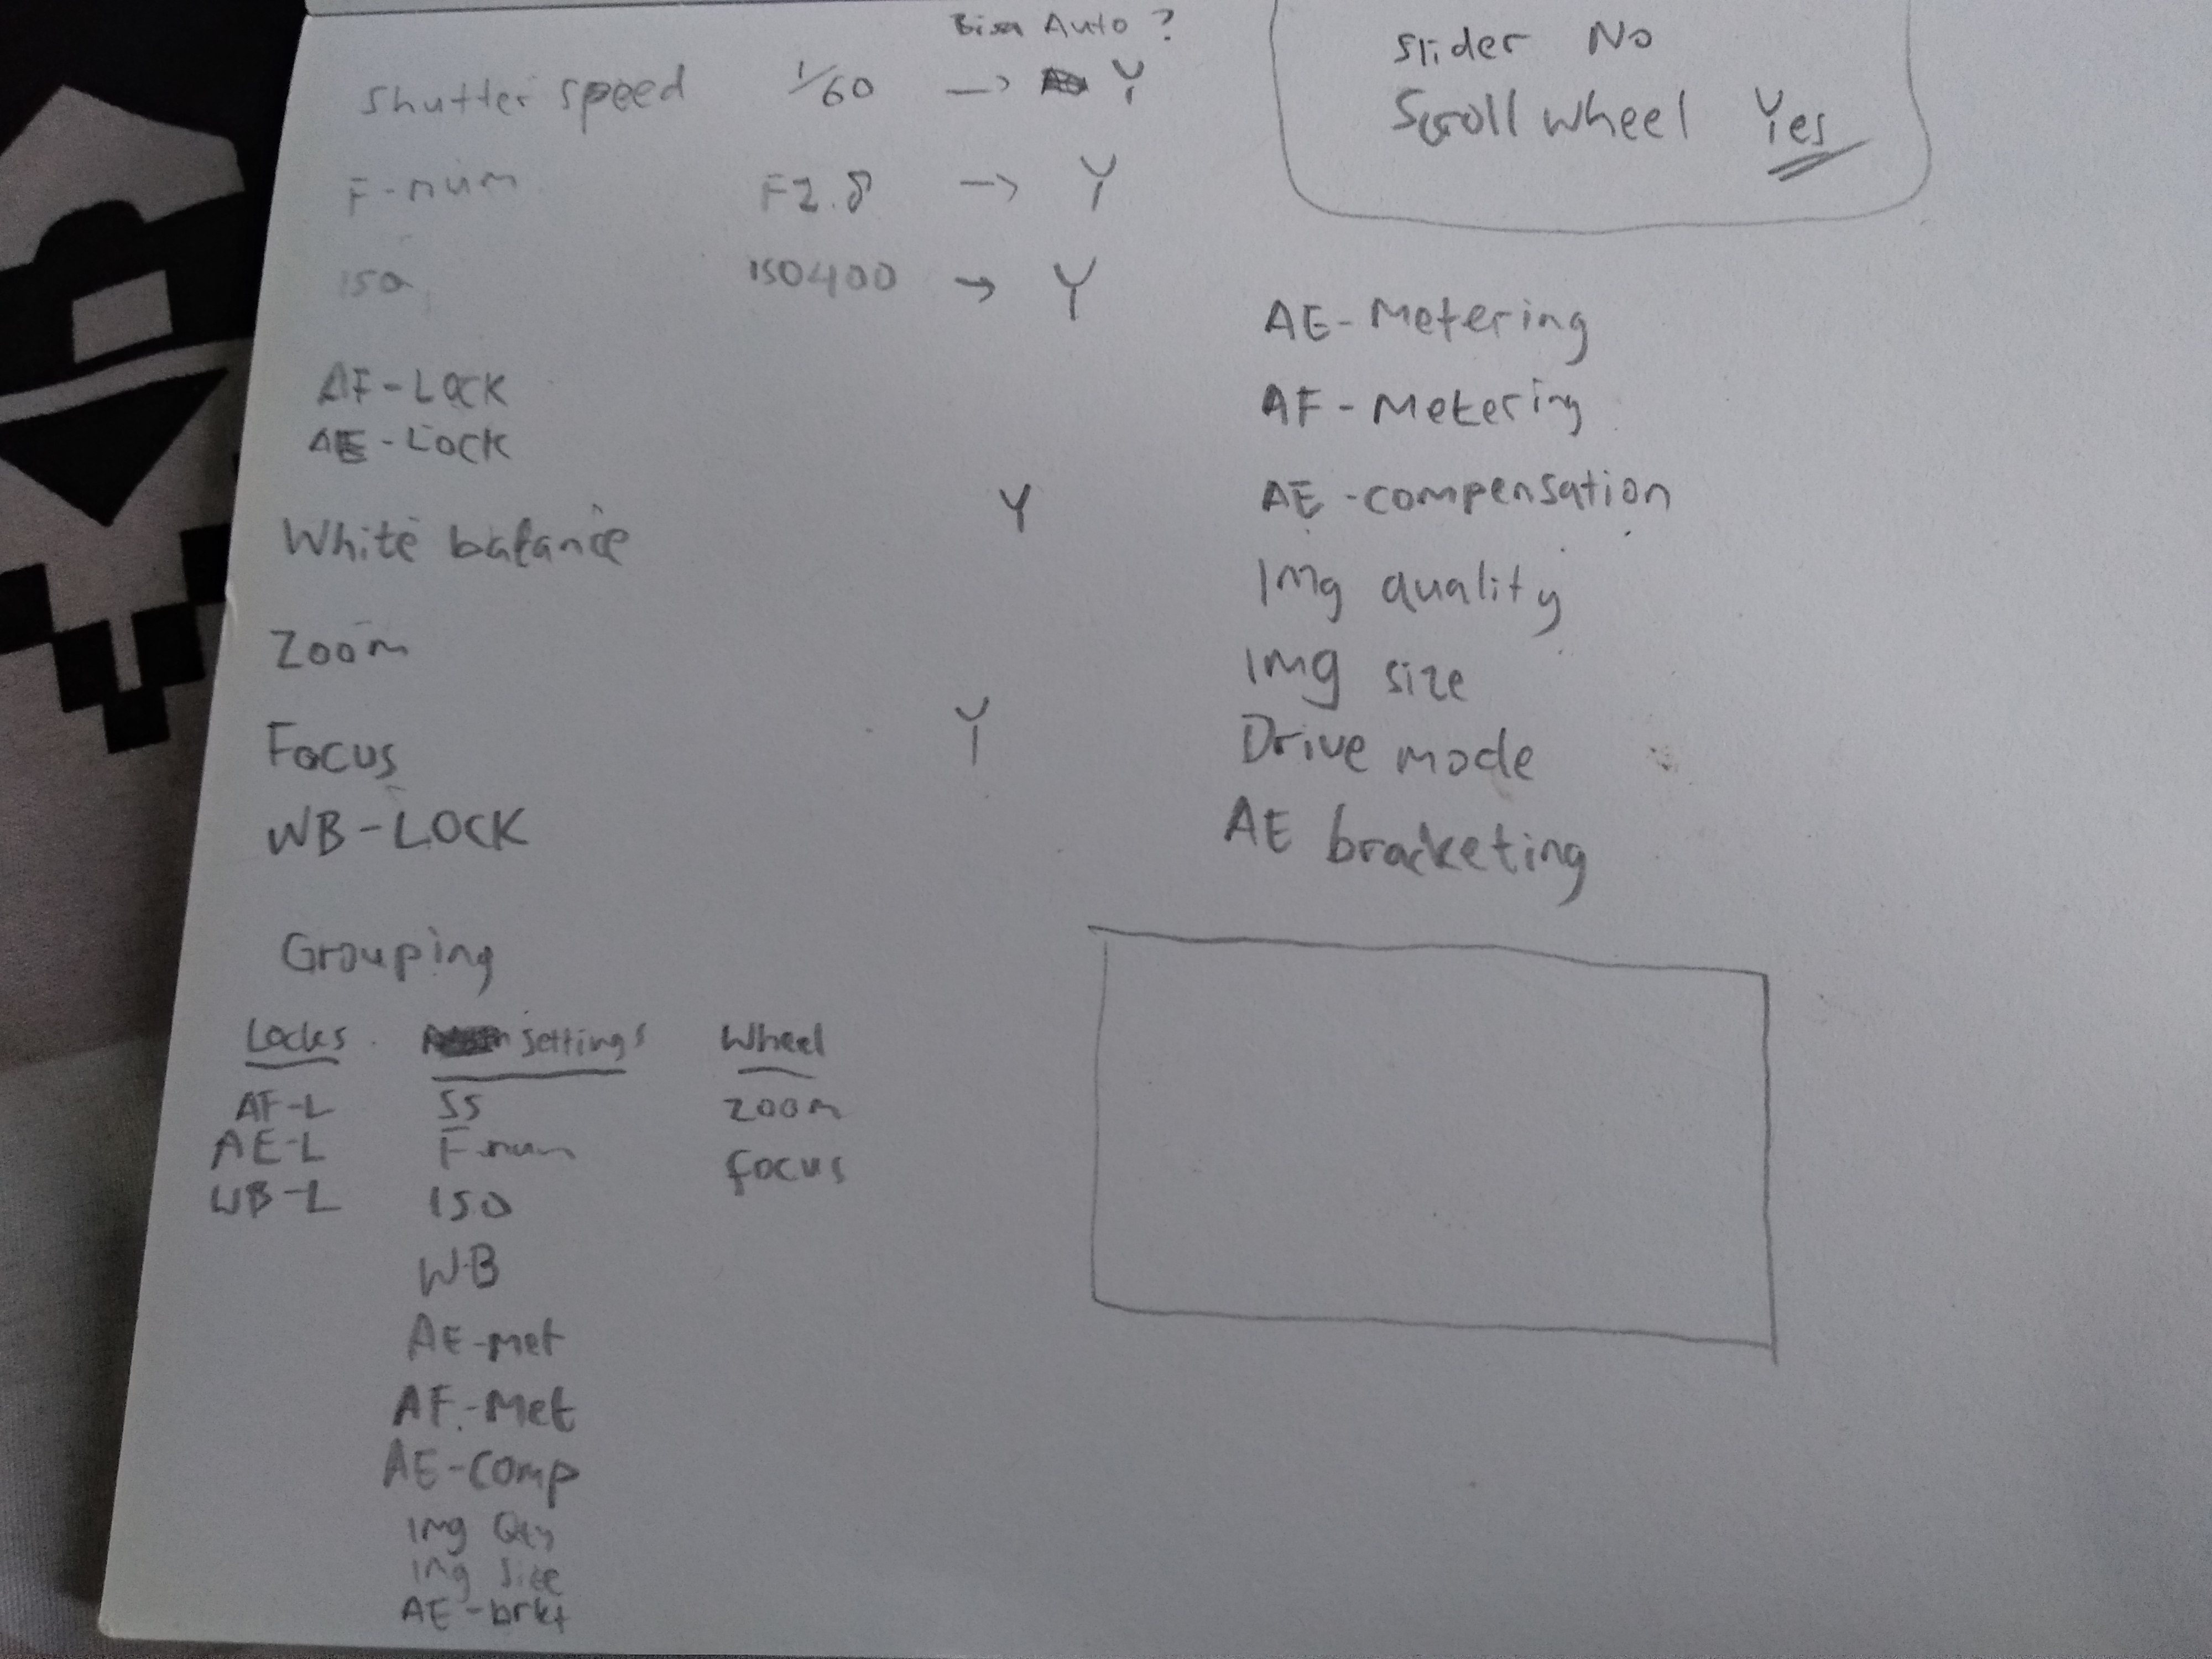 Bisa Auto ?
Shutter speed 1/60 → Y
F-num F2.8 → Y
ISO ISO400 → Y
AF-LOCK
AE-LOCK
White balance Y
Zoom
Focus Y
WB-LOCK
Slider No
Scroll wheel Yes
AE-Metering
AF-Metering
AE-compensation
Img quality
Img size
Drive mode
AE bracketing
Grouping
Locks
AF-L
AE-L
WB-L
settings
SS
F-num
ISO
WB
AE-met
AF-Met
AE-comp
Img Qty
Img Size
AE-brkt
Wheel
Zoom
Focus